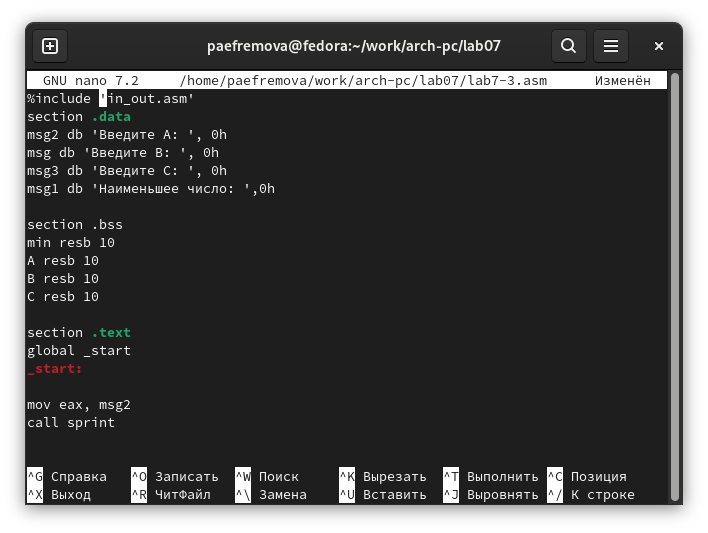 paefremova@fedora:~/work/arch-pc/lab07
GNU nano 7.2 /home/paefremova/work/arch-pc/lab07/lab7-3.asm Изменён
%include 'in_out.asm'
section .data
msg2 db 'Введите A: ', 0h
msg db 'Введите B: ', 0h
msg3 db 'Введите C: ', 0h
msg1 db 'Наименьшее число: ',0h
section .bss
min resb 10
A resb 10
B resb 10
C resb 10
section .text
global _start
_start:
mov eax, msg2
call sprint
^G Справка ^O Записать ^W Поиск ^K Вырезать ^T Выполнить ^C Позиция
^X Выход ^R ЧитФайл ^\ Замена ^U Вставить ^J Выровнять ^/ К строке